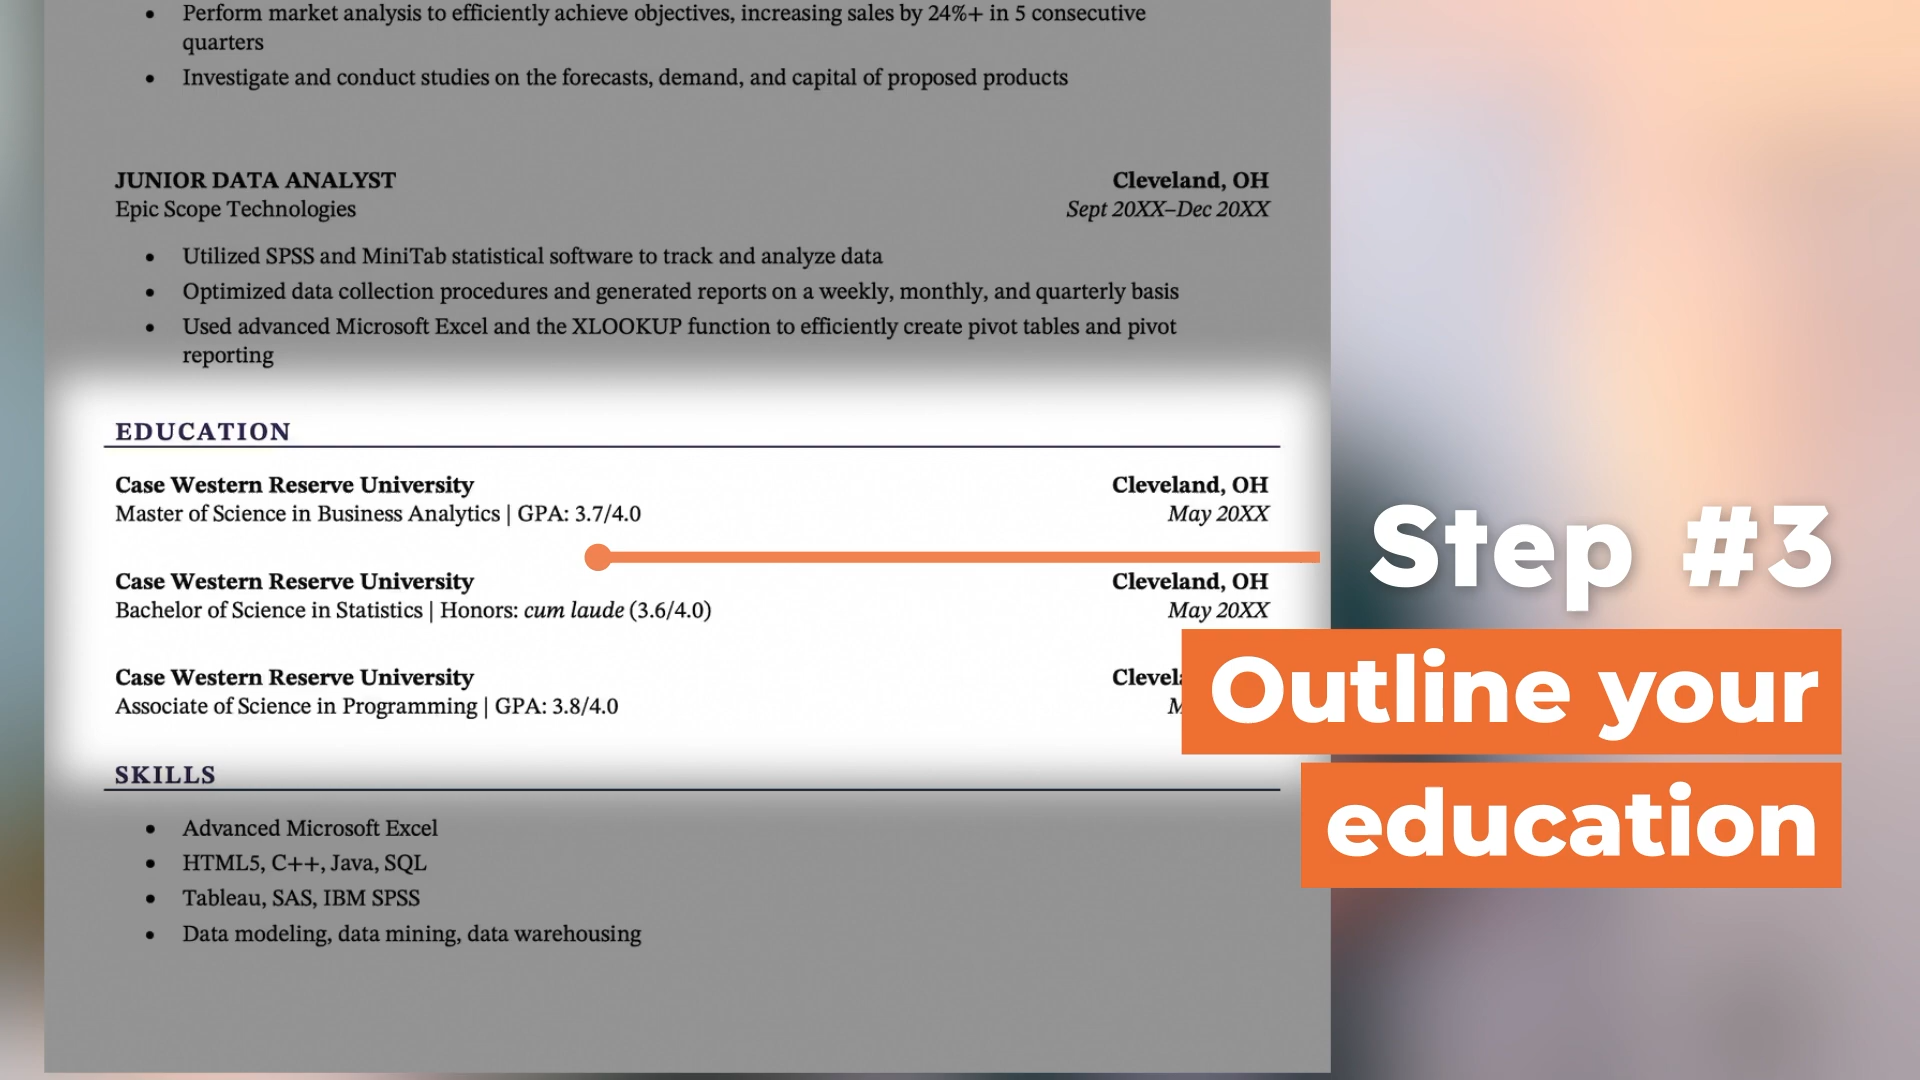 • Perform market analysis to efficiently achieve objectives, increasing sales by 24%+ in 5 consecutive
quarters
• Investigate and conduct studies on the forecasts, demand, and capital of proposed products
JUNIOR DATA ANALYST Cleveland, OH
Epic Scope Technologies Sept 20XX–Dec 20XX
• Utilized SPSS and MiniTab statistical software to track and analyze data
• Optimized data collection procedures and generated reports on a weekly, monthly, and quarterly basis
• Used advanced Microsoft Excel and the XLOOKUP function to efficiently create pivot tables and pivot
reporting
EDUCATION
Case Western Reserve University Cleveland, OH
Master of Science in Business Analytics | GPA: 3.7/4.0 May 20XX
Case Western Reserve University Cleveland, OH
Bachelor of Science in Statistics | Honors: cum laude (3.6/4.0) May 20XX
Case Western Reserve University
Associate of Science in Programming | GPA: 3.8/4.0
SKILLS
• Advanced Microsoft Excel
• HTML5, C++, Java, SQL
• Tableau, SAS, IBM SPSS
• Data modeling, data mining, data warehousing
Step #3
Outline your
education